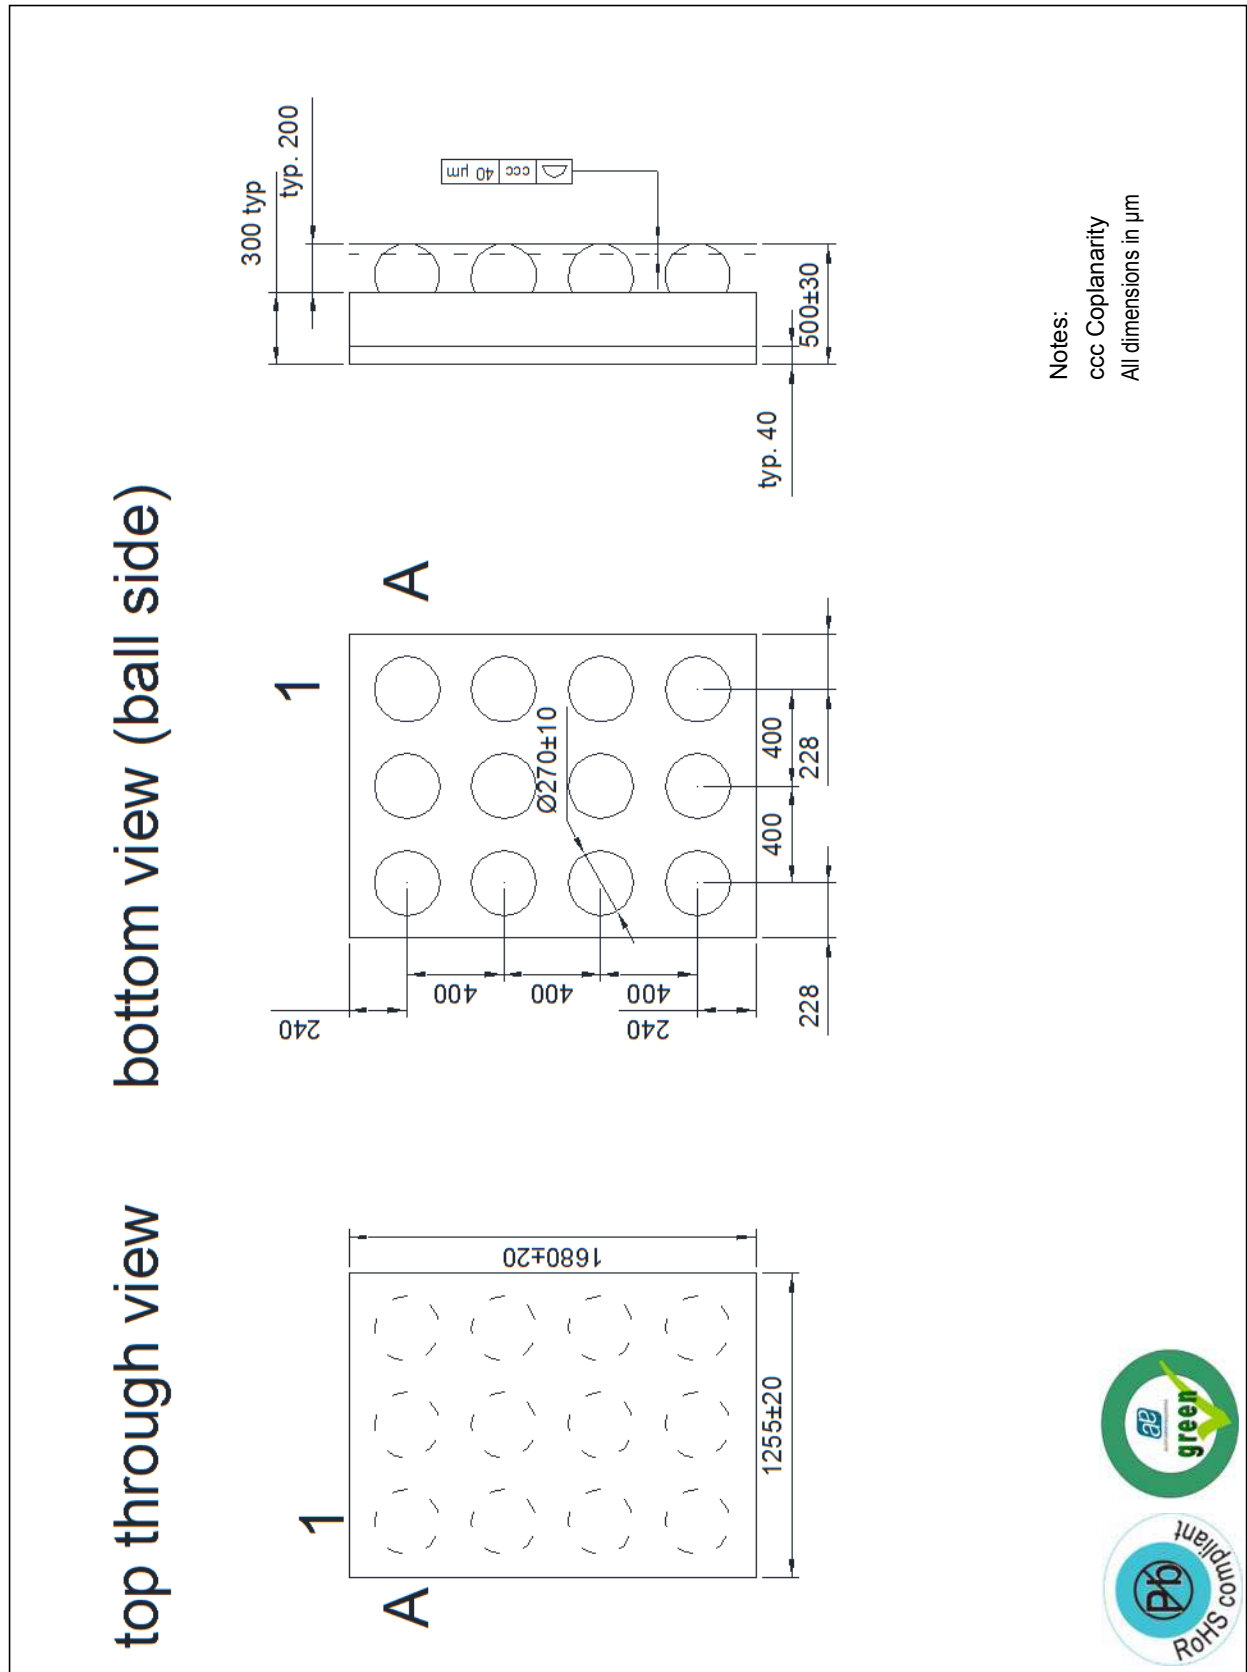 top through view
bottom view (ball side)
1
A
1680±20
1255±20
1
A
Ø270±10
240
400
400
400
240
228
400
400
228
300 typ
typ. 200
ccc
40 µm
typ. 40
500±30
Notes:
ccc Coplanarity
All dimensions in µm
Pb
RoHS compliant
green